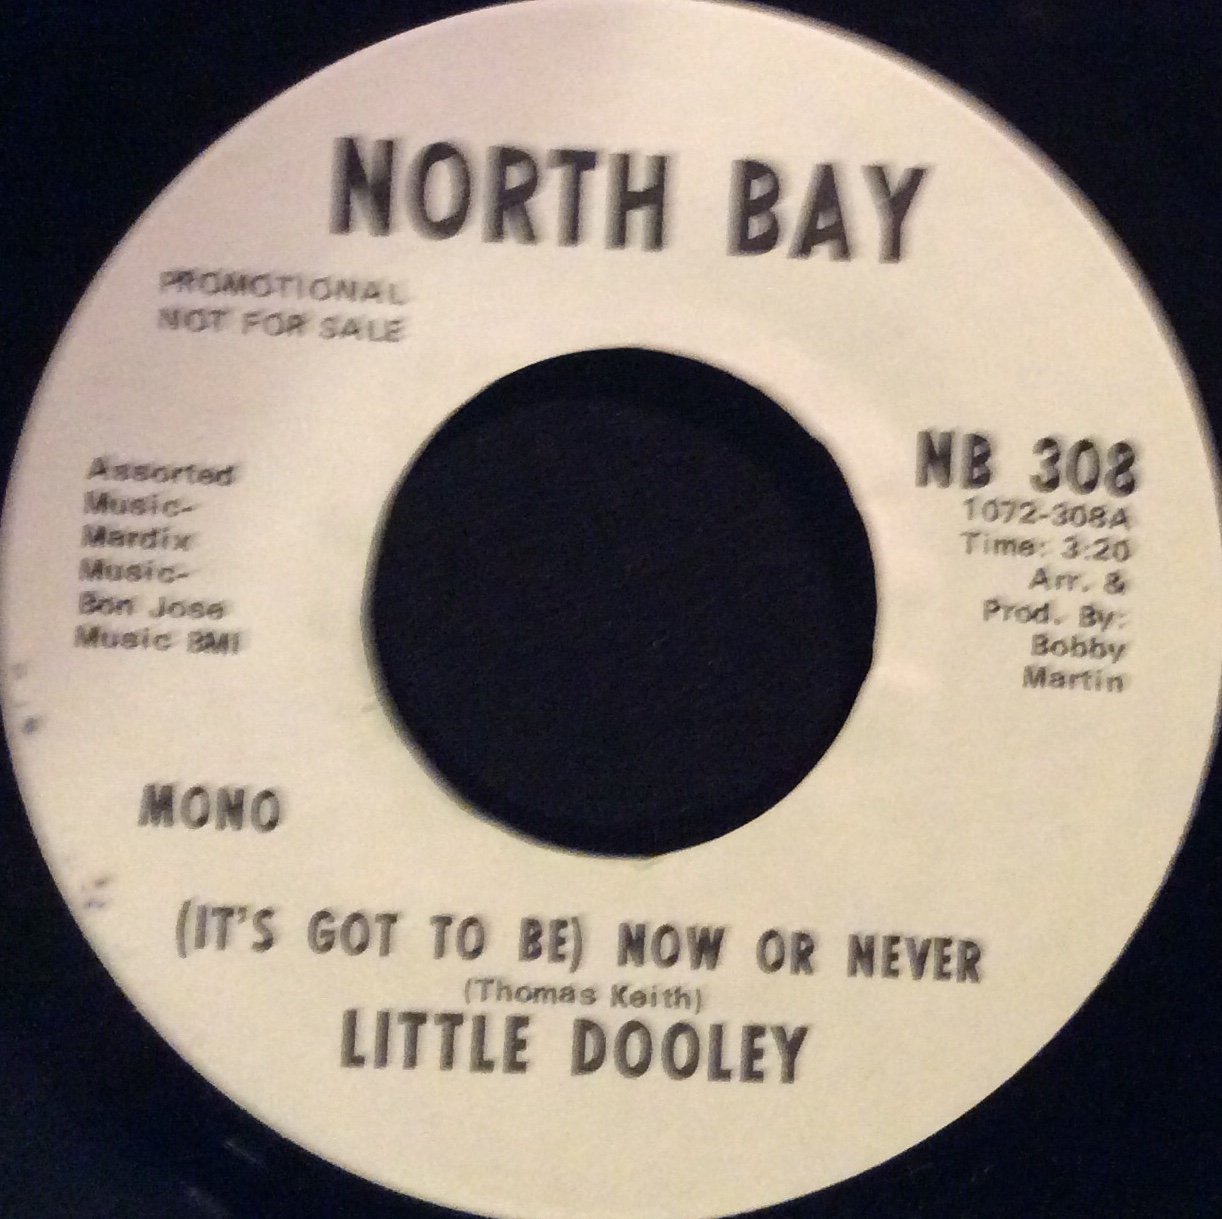 NORTH BAY
PROMOTIONAL
NOT FOR SALE
Assorted
Music-
Mardix
Music-
Bon Jose
Music BMI
NB 308
1072-308A
Time: 3:20
Arr. &
Prod. By:
Bobby
Martin
MONO
(IT'S GOT TO BE) NOW OR NEVER
(Thomas Keith)
LITTLE DOOLEY